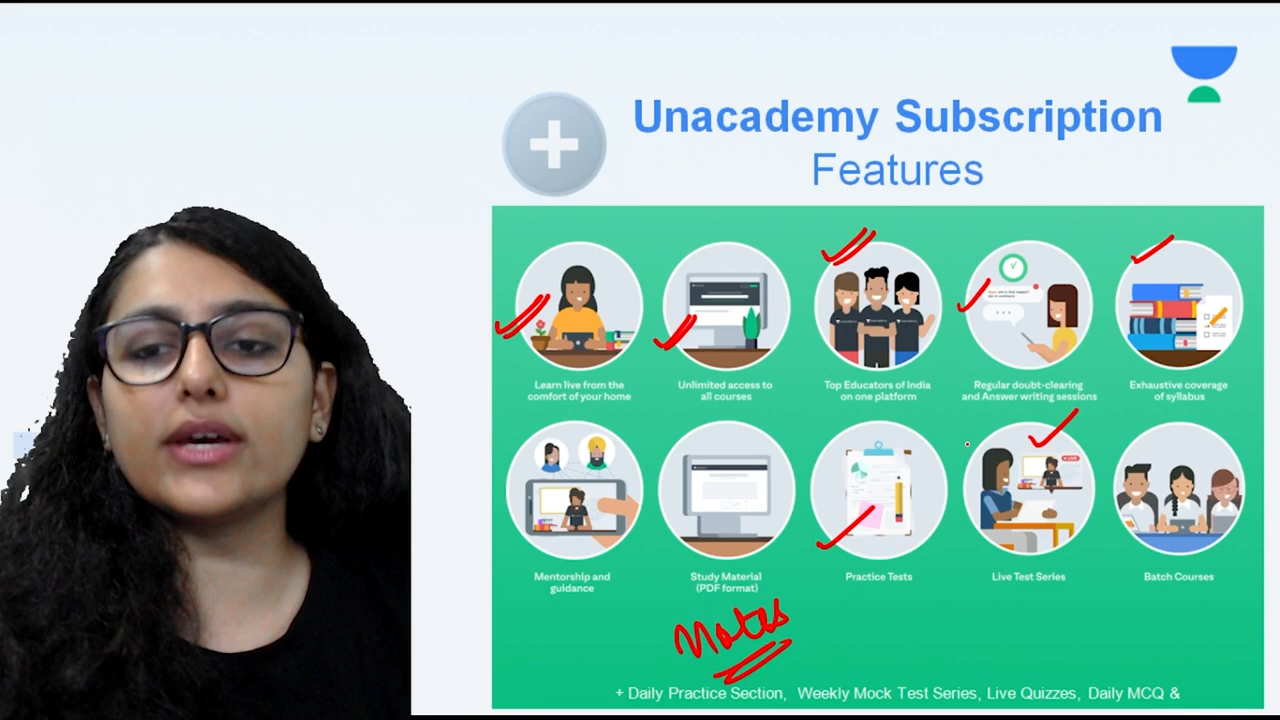 Unacademy Subscription
Features
Learn live from the
comfort of your home
Unlimited access to
all courses
Top Educators of India
on one platform
Regular doubt-clearing
and Answer writing sessions
Exhaustive coverage
of syllabus
LIVE
Mentorship and
guidance
Study Material
(PDF format)
Practice Tests
Live Test Series
Batch Courses
Notes
+ Daily Practice Section, Weekly Mock Test Series, Live Quizzes, Daily MCQ &